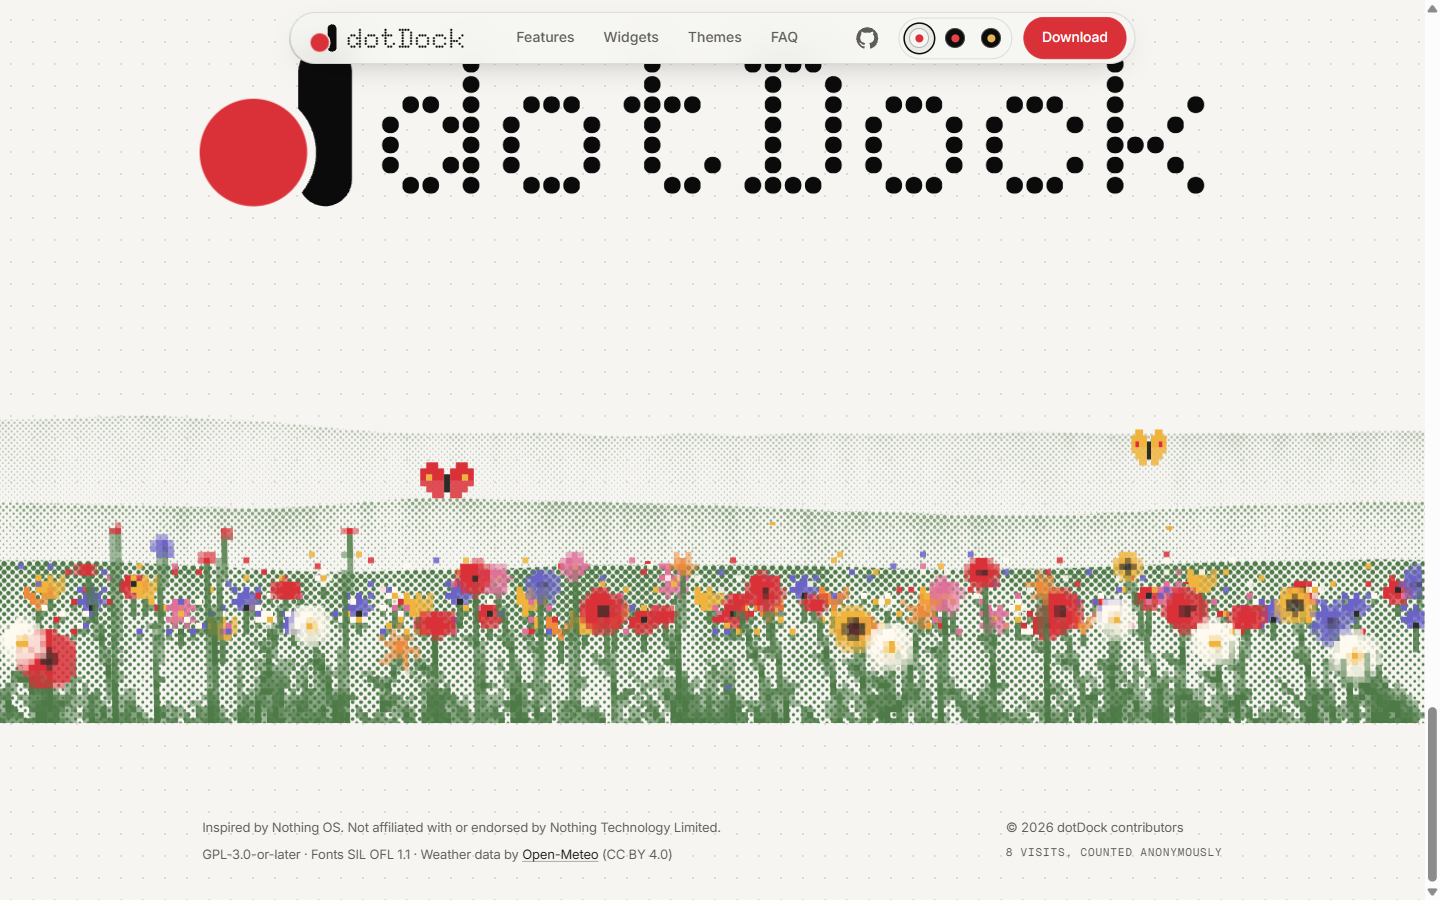 dotDock
Features
Widgets
Themes
FAQ
Download
dotDock
Inspired by Nothing OS. Not affiliated with or endorsed by Nothing Technology Limited.
GPL-3.0-or-later · Fonts SIL OFL 1.1 · Weather data by Open-Meteo (CC BY 4.0)
© 2026 dotDock contributors
8 VISITS, COUNTED ANONYMOUSLY